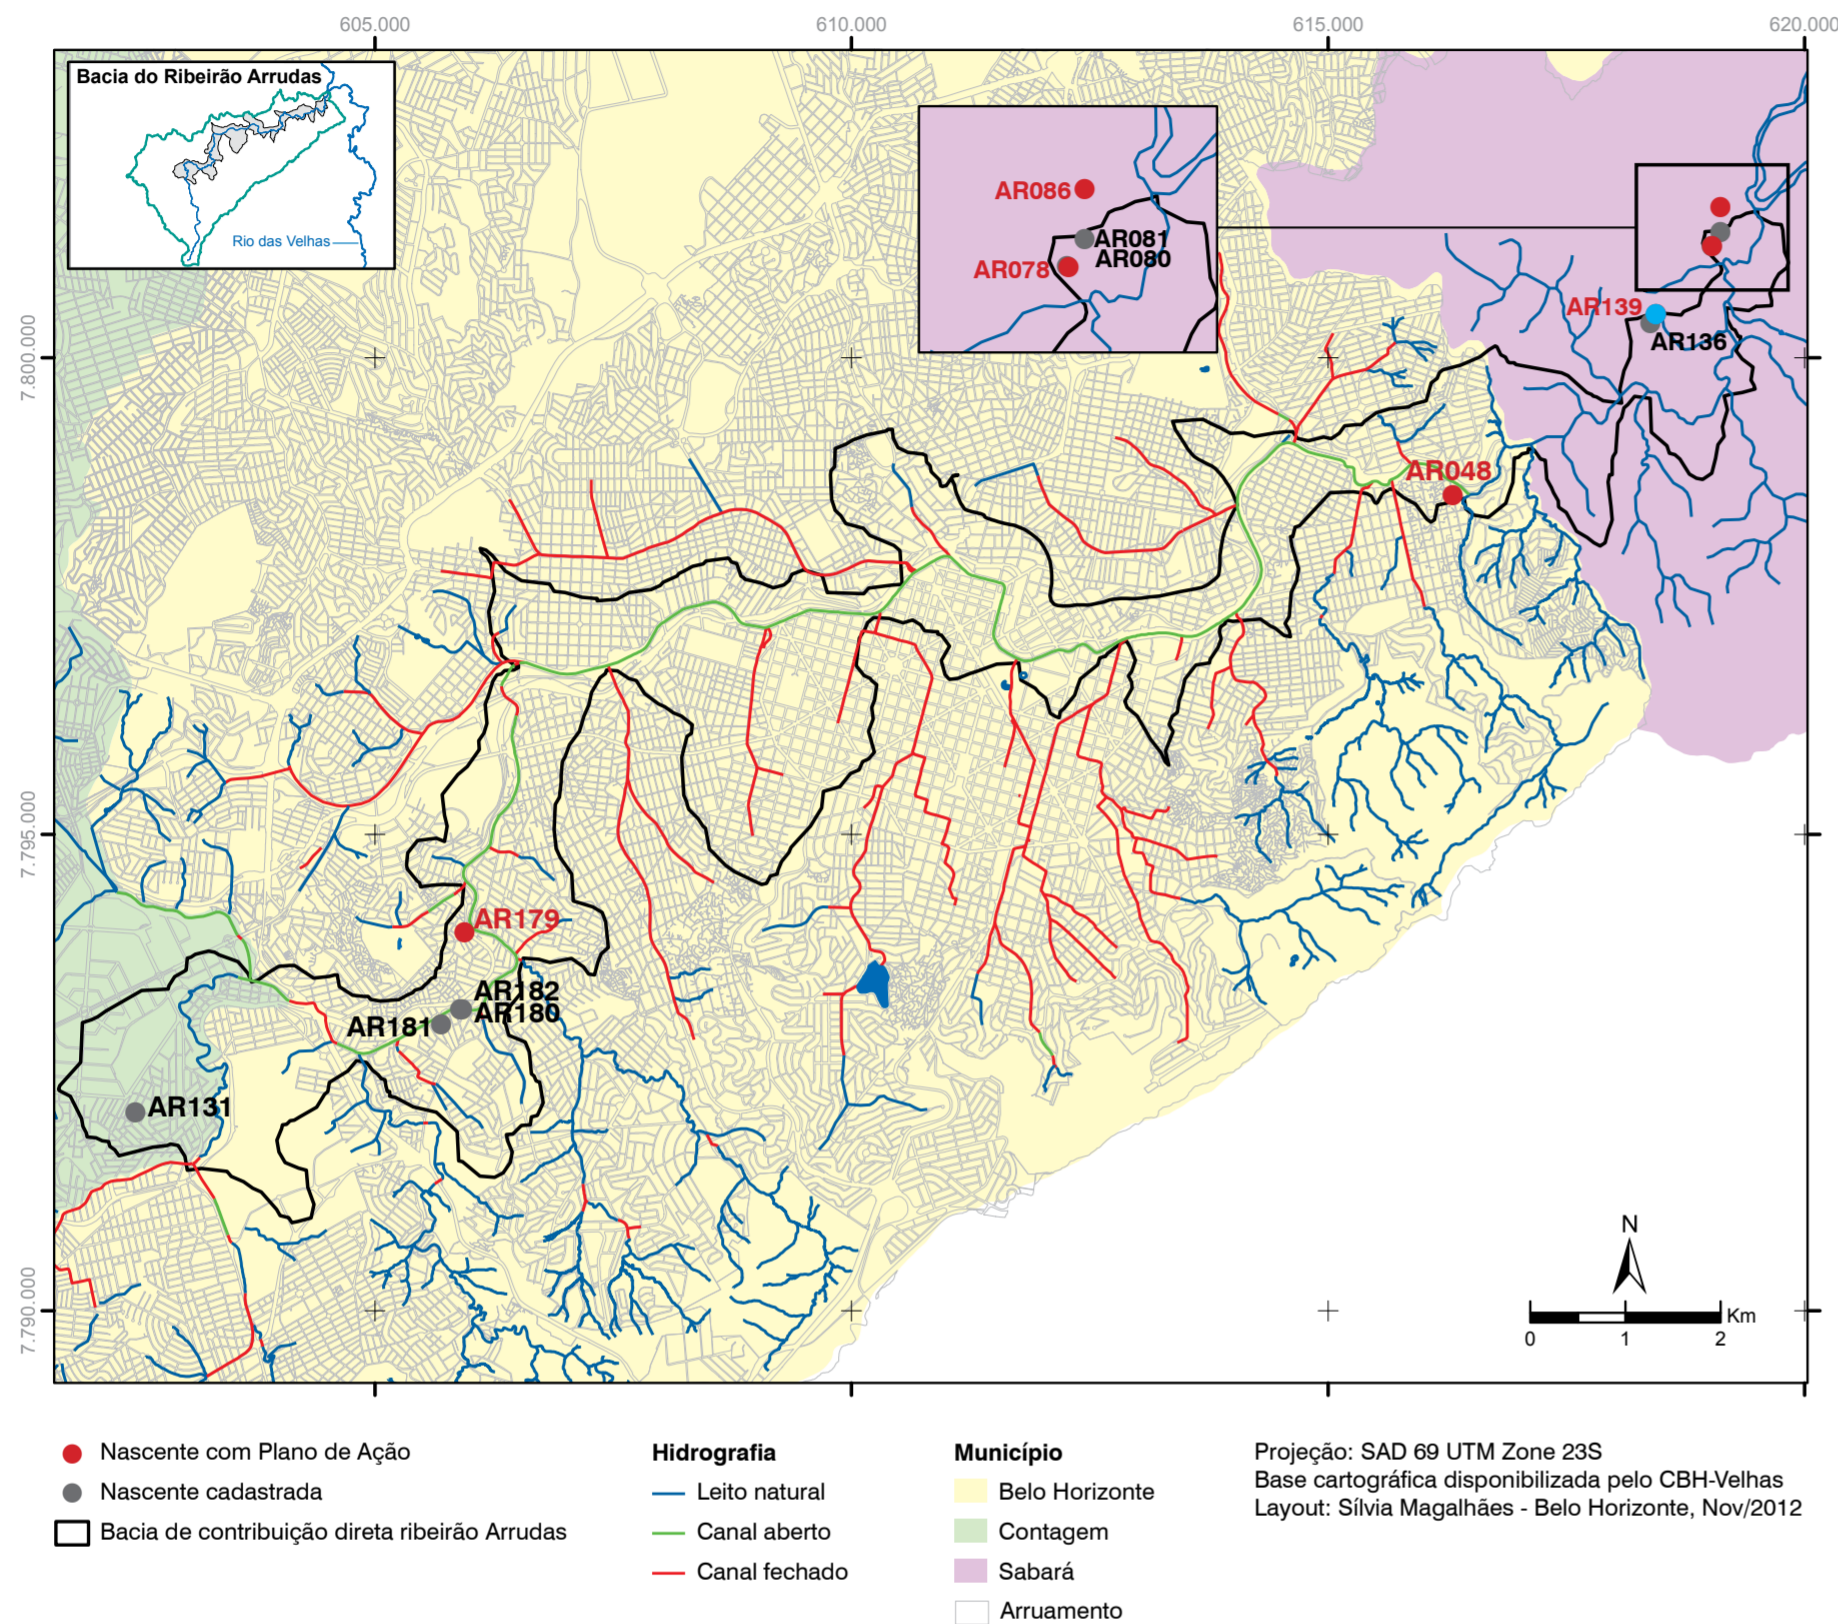 605.000
610.000
615.000
620.000
Bacia do Ribeirão Arrudas
Rio das Velhas
AR086
AR081
AR080
AR078
AR139
AR136
7.800.000
AR048
7.795.000
AR179
AR182
AR180
AR181
AR131
7.790.000
N
Km
0
1
2
Nascente com Plano de Ação
Nascente cadastrada
Bacia de contribuição direta ribeirão Arrudas
Hidrografia
Leito natural
Canal aberto
Canal fechado
Município
Belo Horizonte
Contagem
Sabará
Arruamento
Projeção: SAD 69 UTM Zone 23S
Base cartográfica disponibilizada pelo CBH-Velhas
Layout: Sílvia Magalhães - Belo Horizonte, Nov/2012